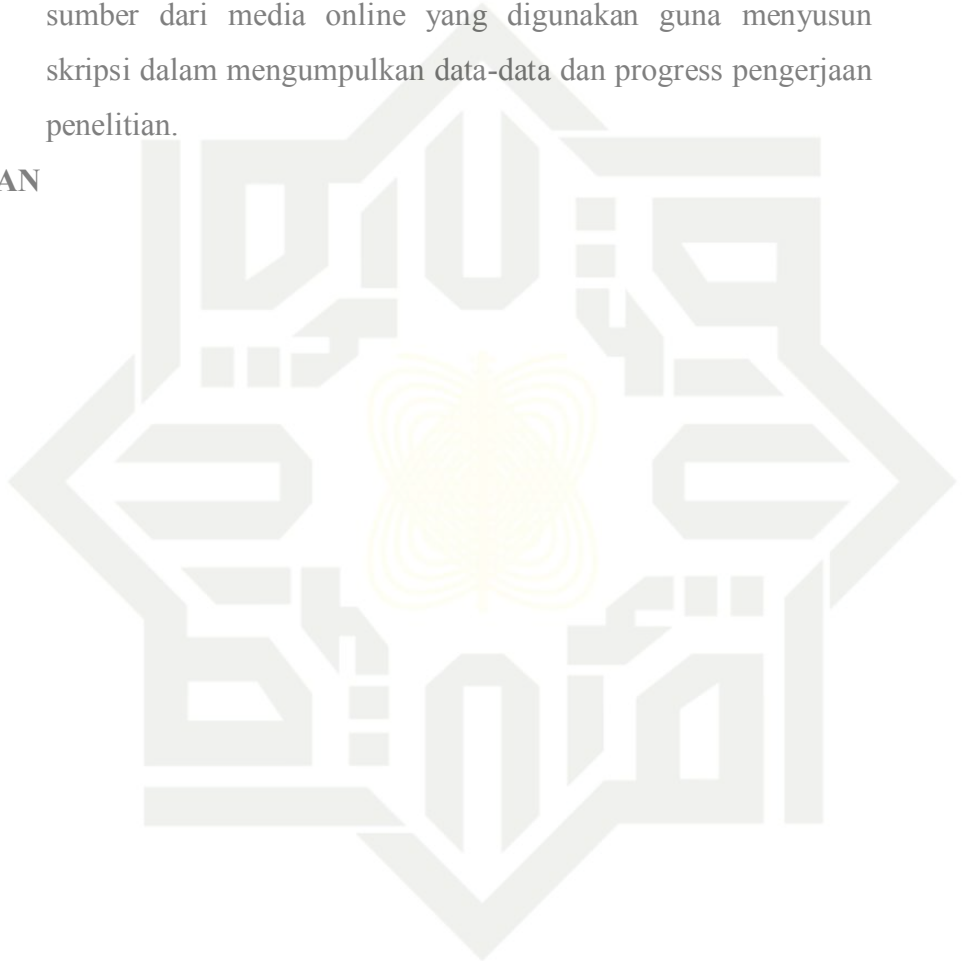 sumber dari media online yang digunakan guna menyusun
skripsi dalam mengumpulkan data-data dan progress pengerjaan
penelitian.
AN